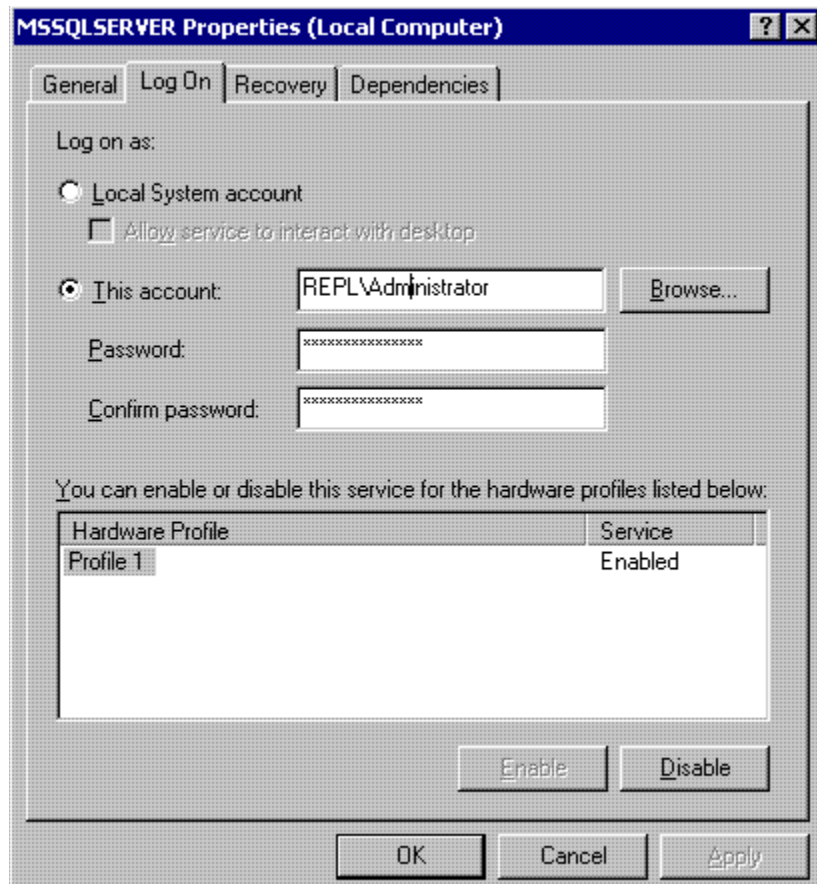 MSSQLSERVER Properties (Local Computer)
General Log On Recovery Dependencies
Log on as:
Local System account
Allow service to interact with desktop
This account: REPL\Administrator Browse...
Password: ***************
Confirm password: ***************
You can enable or disable this service for the hardware profiles listed below:
Hardware Profile Service
Profile 1 Enabled
Enable Disable
OK Cancel Apply